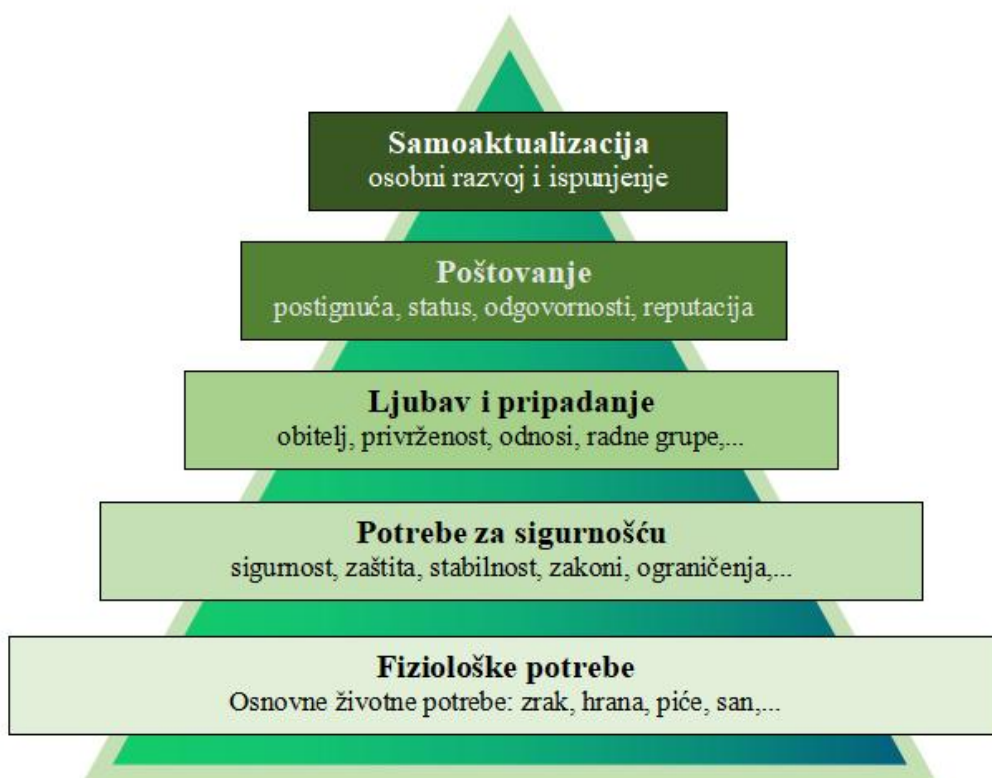 Samoaktualizacija
osobni razvoj i ispunjenje
Poštovanje
postignuća, status, odgovornosti, reputacija
Ljubav i pripadanje
obitelj, privrženost, odnosi, radne grupe,...
Potrebe za sigurnošću
sigurnost, zaštita, stabilnost, zakoni, ograničenja,...
Fiziološke potrebe
Osnovne životne potrebe: zrak, hrana, piće, san,...